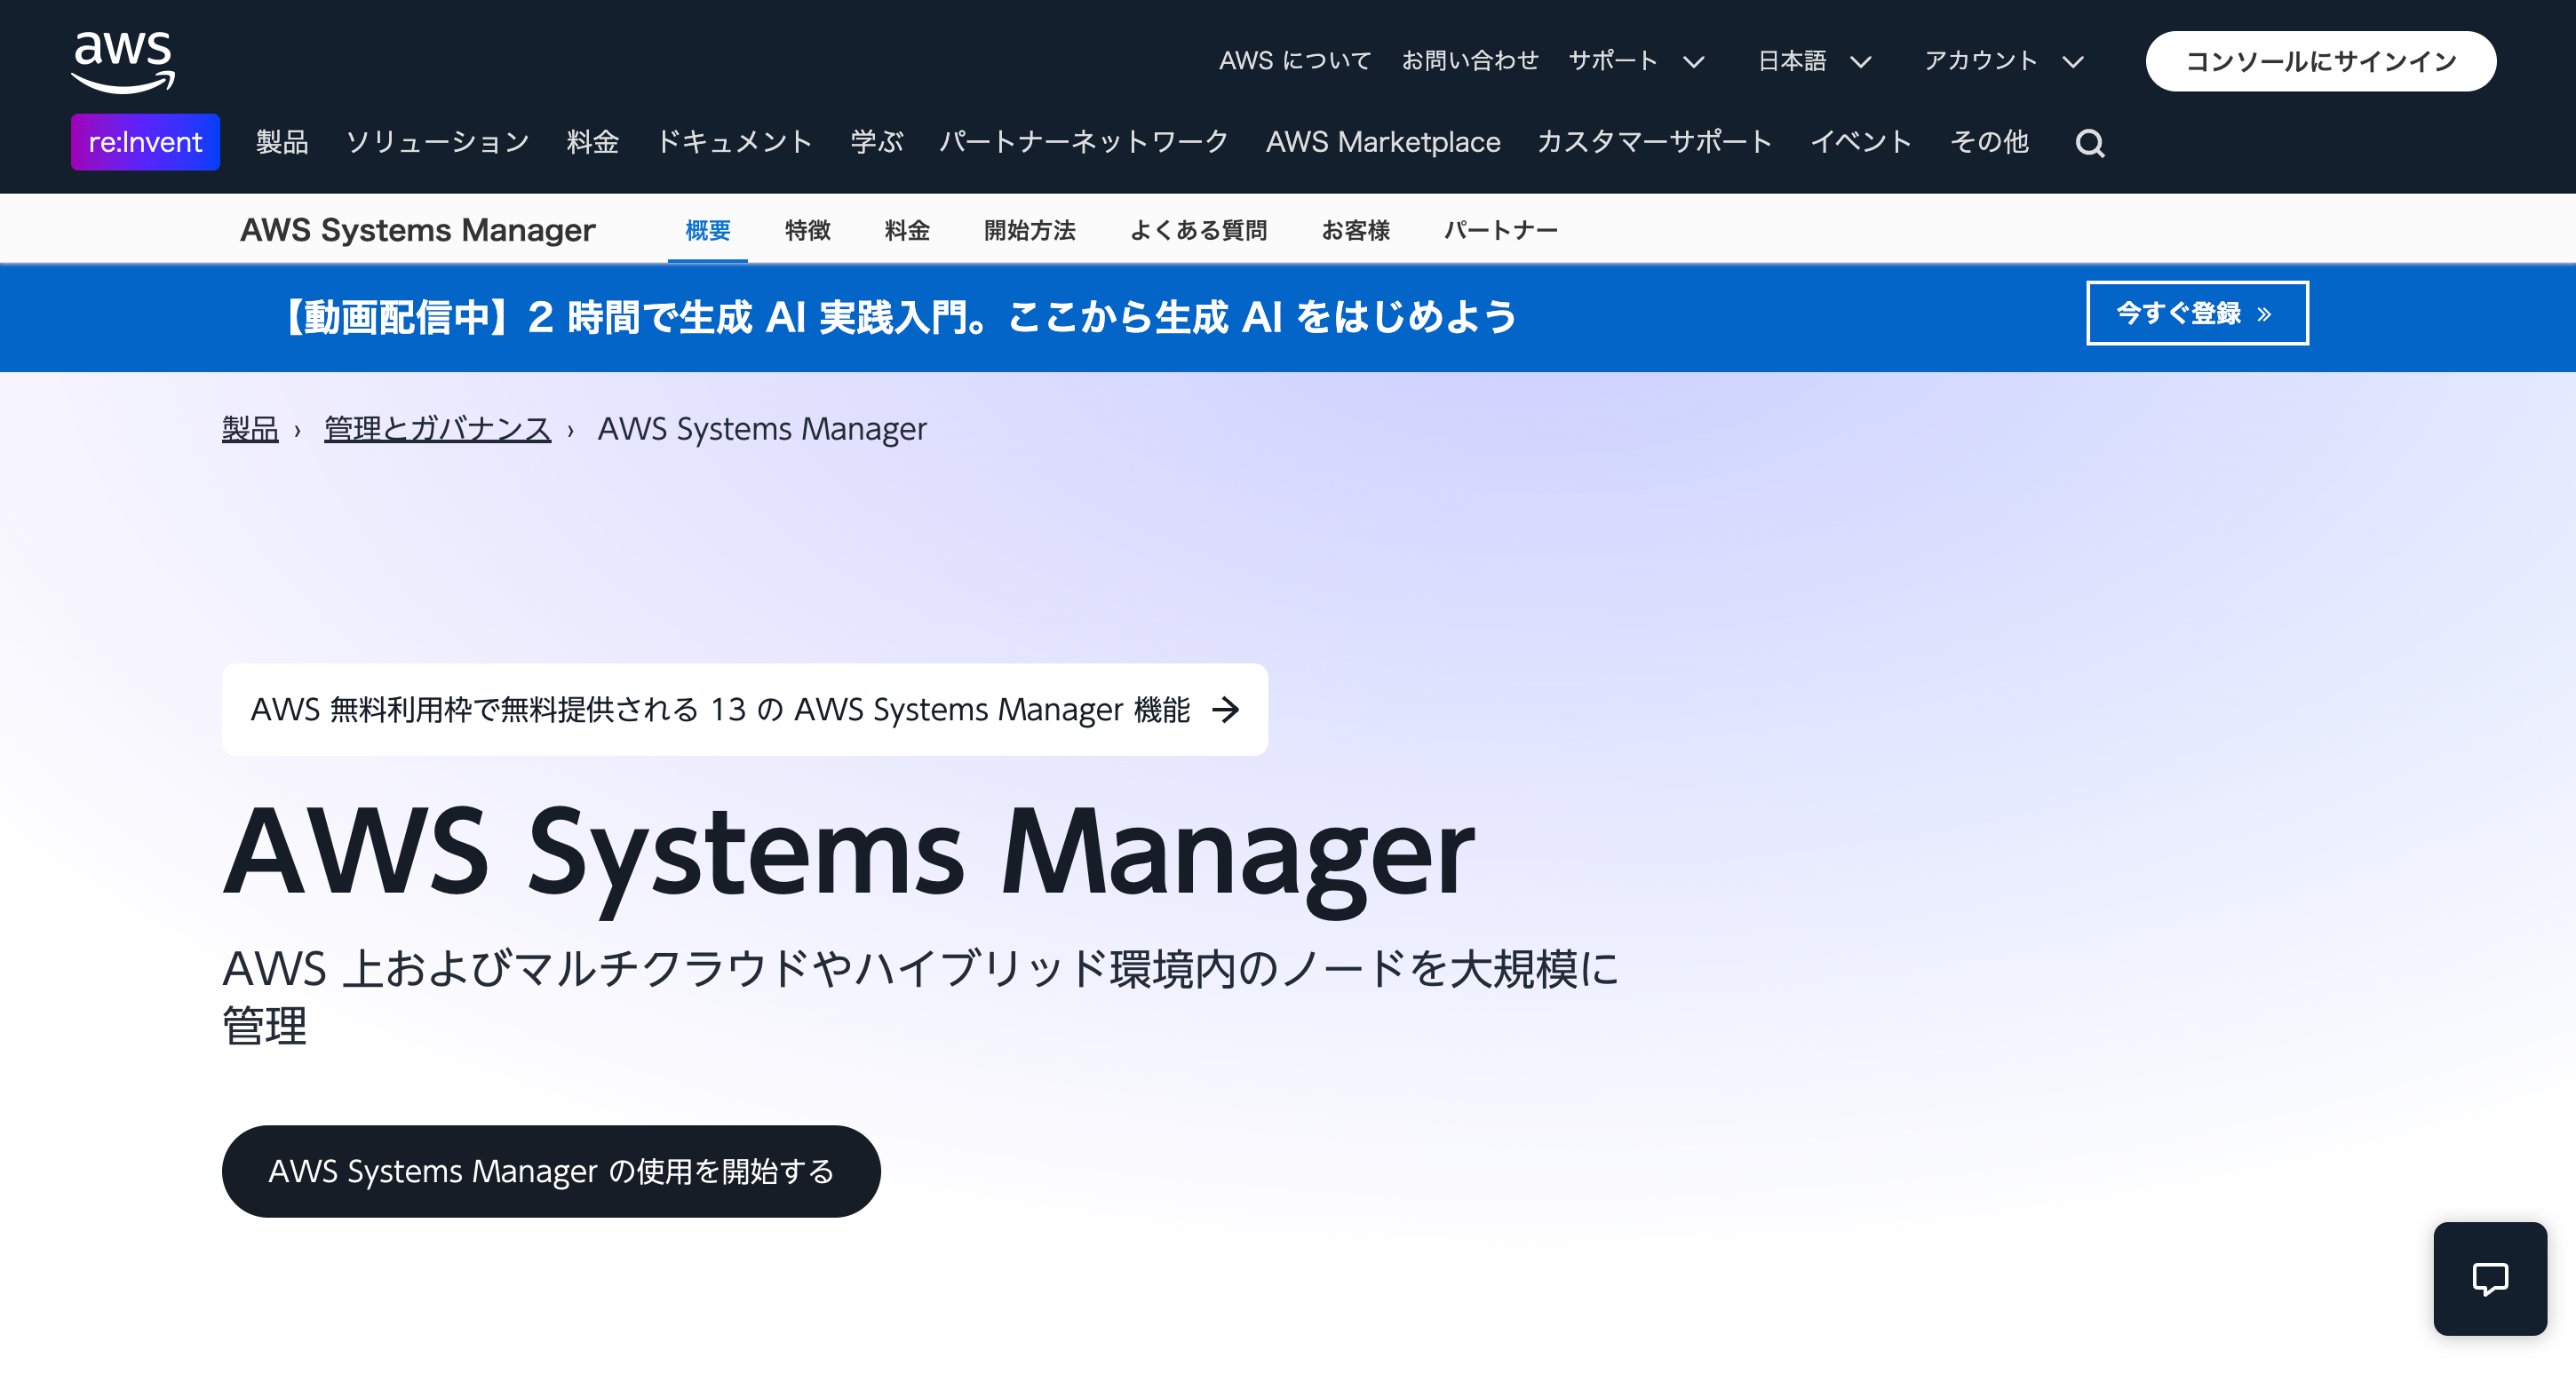 aws
AWS について お問い合わせ サポート 日本語 アカウント コンソールにサインイン
re:Invent 製品 ソリューション 料金 ドキュメント 学ぶ パートナーネットワーク AWS Marketplace カスタマーサポート イベント その他
AWS Systems Manager 概要 特徴 料金 開始方法 よくある質問 お客様 パートナー
【動画配信中】2 時間で生成 AI 実践入門。ここから生成 AI をはじめよう 今すぐ登録 »
製品 › 管理とガバナンス › AWS Systems Manager
AWS 無料利用枠で無料提供される 13 の AWS Systems Manager 機能 →
AWS Systems Manager
AWS 上およびマルチクラウドやハイブリッド環境内のノードを大規模に
管理
AWS Systems Manager の使用を開始する